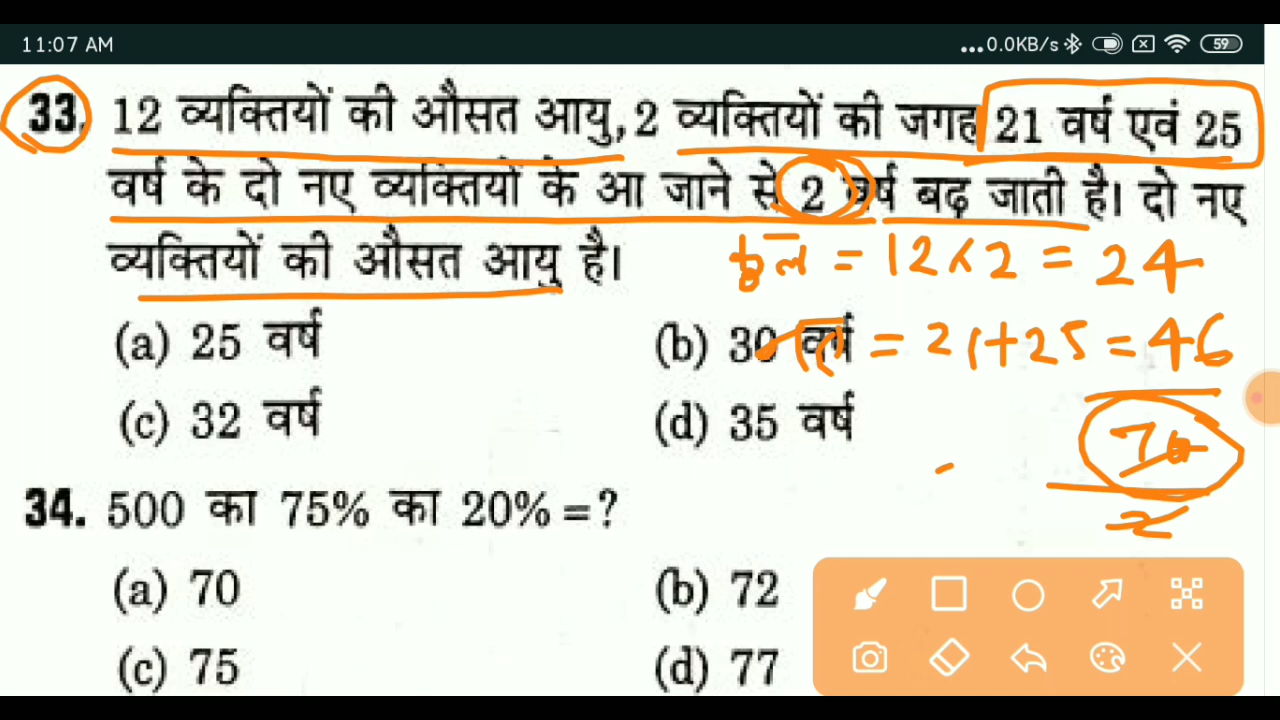 11:07 AM
...0.0KB/s 59
33. 12 व्यक्तियों की औसत आयु, 2 व्यक्तियों की जगह 21 वर्ष एवं 25
वर्ष के दो नए व्यक्तियों के आ जाने से 2 वर्ष बढ़ जाती है। दो नए
व्यक्तियों की औसत आयु है।
कुल = 12 × 2 = 24
(a) 25 वर्ष (b) 30 वर्ष
= 21+25 = 46
(c) 32 वर्ष (d) 35 वर्ष
70
34. 500 का 75% का 20% = ?
(a) 70 (b) 72
(c) 75 (d) 77